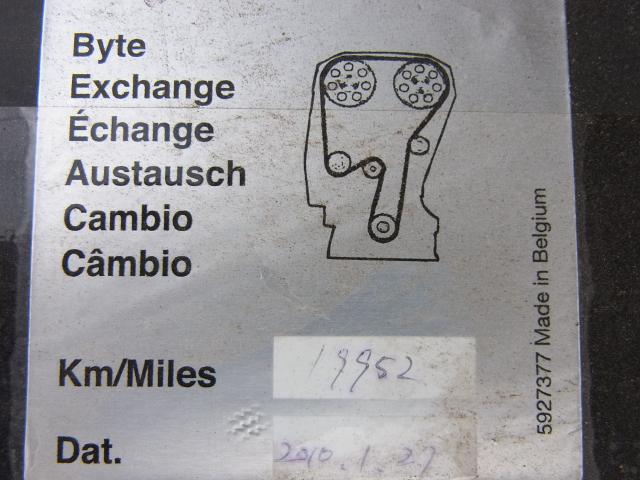 Byte
Exchange
Échange
Austausch
Cambio
Câmbio
Km/Miles 19952
Dat. 2010.1.27
5927377 Made in Belgium